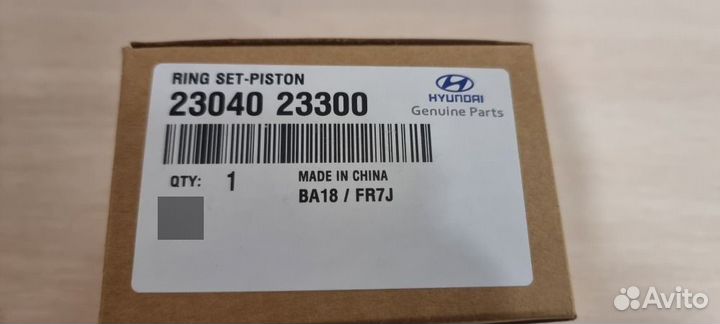 RING SET-PISTON
23040 23300
HYUNDAI
Genuine Parts
QTY: 1
MADE IN CHINA
BA18 / FR7J
Avito